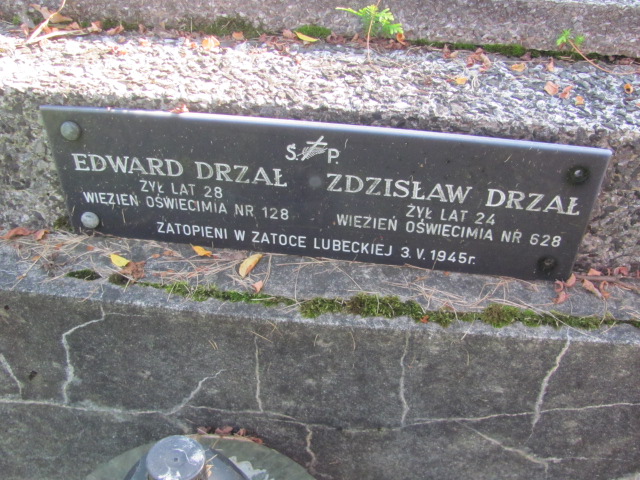 Ś. P.
EDWARD DRZAŁ
ŻYŁ LAT 28
WIĘZIEŃ OŚWIĘCIMIA NR 128
ZDZISŁAW DRZAŁ
ŻYŁ LAT 24
WIĘZIEŃ OŚWIĘCIMIA NR 628
ZATOPIENI W ZATOCE LUBECKIEJ 3.V.1945r.